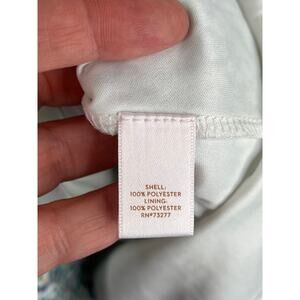 SHELL:
100% POLYESTER
LINING:
100% POLYESTER
RN#73277